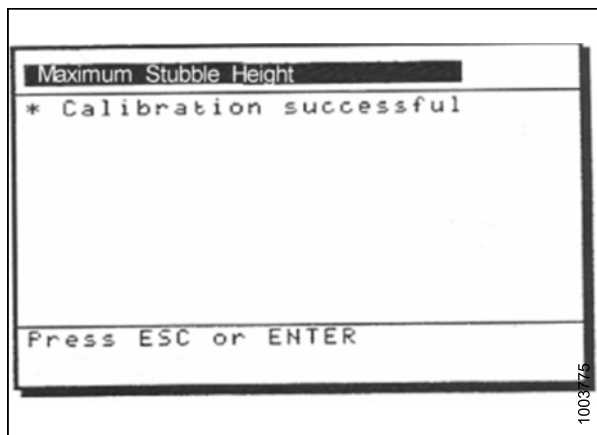 Maximum Stubble Height
* Calibration successful
Press ESC or ENTER
1003775